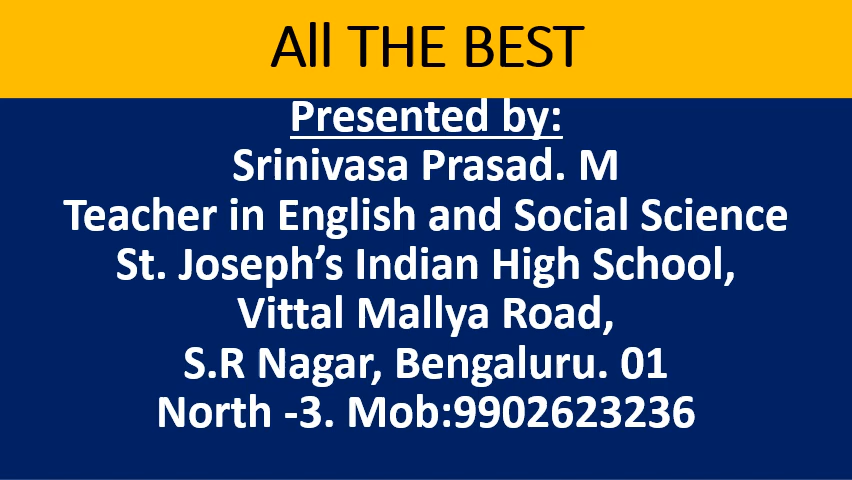 All THE BEST
Presented by:
Srinivasa Prasad. M
Teacher in English and Social Science
St. Joseph’s Indian High School,
Vittal Mallya Road,
S.R Nagar, Bengaluru. 01
North -3. Mob:9902623236